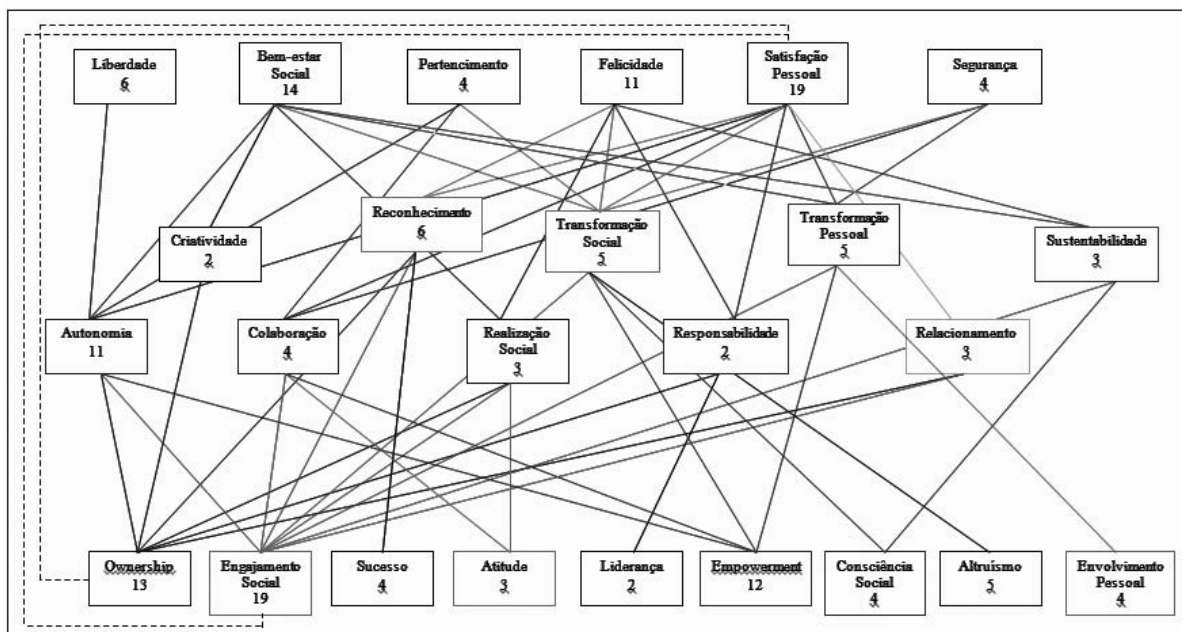 Liberdade
6
Bem-estar
Social
14
Pertencimento
4
Felicidade
11
Satisfação
Pessoal
19
Segurança
4
Criatividade
2
Reconhecimento
6
Transformação
Social
5
Transformação
Pessoal
5
Sustentabilidade
3
Autonomia
11
Colaboração
4
Realização
Social
3
Responsabilidade
2
Relacionamento
3
Ownership
13
Engajamento
Social
19
Sucesso
4
Atitude
3
Liderança
2
Empowerment
12
Consciência
Social
4
Altruísmo
5
Envolvimento
Pessoal
4